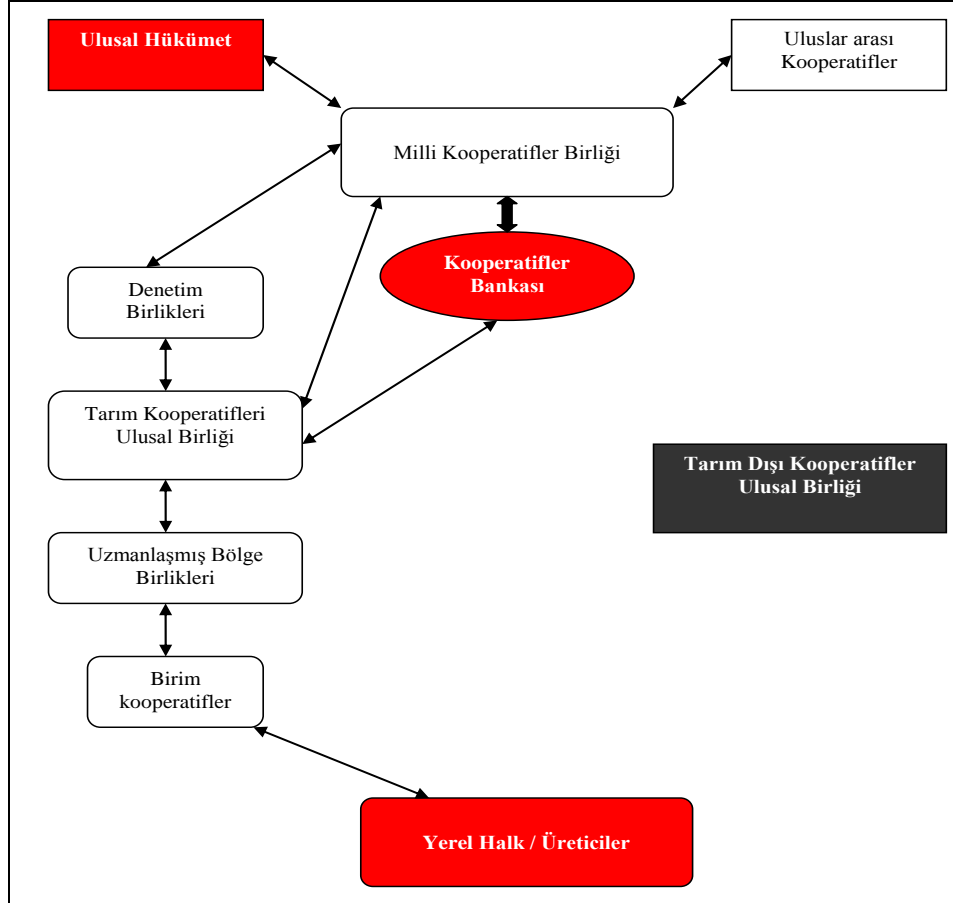 Ulusal Hükümet
Uluslar arası
Kooperatifler
Milli Kooperatifler Birliği
Kooperatifler
Bankası
Denetim
Birlikleri
Tarım Kooperatifleri
Ulusal Birliği
Tarım Dışı Kooperatifler
Ulusal Birliği
Uzmanlaşmış Bölge
Birlikleri
Birim
kooperatifler
Yerel Halk / Üreticiler